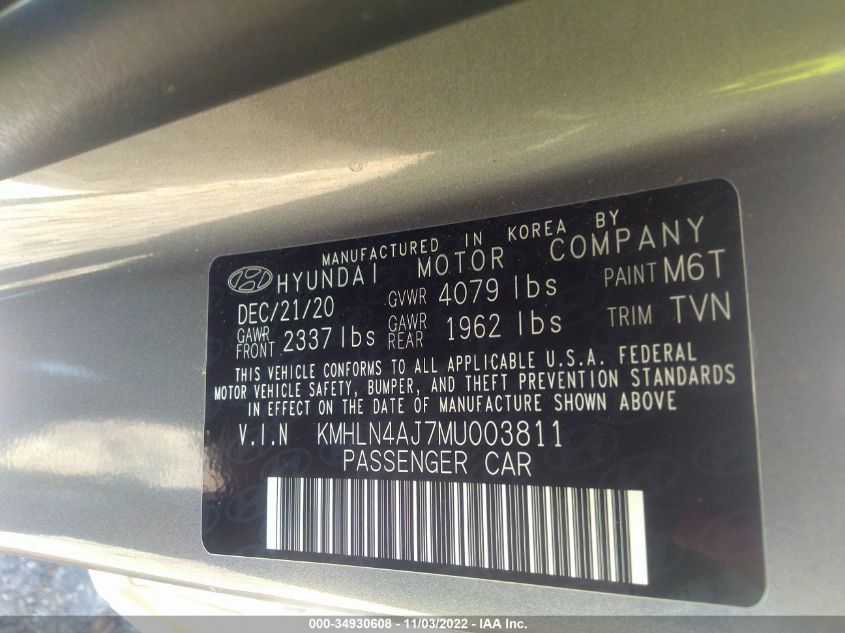 MANUFACTURED IN KOREA BY
HYUNDAI MOTOR COMPANY
DEC/21/20 GVWR 4079 lbs PAINT M6T
GAWR FRONT 2337 lbs GAWR REAR 1962 lbs TRIM TVN
THIS VEHICLE CONFORMS TO ALL APPLICABLE U.S.A. FEDERAL
MOTOR VEHICLE SAFETY, BUMPER, AND THEFT PREVENTION STANDARDS
IN EFFECT ON THE DATE OF MANUFACTURE SHOWN ABOVE
V.I.N KMHLN4AJ7MU003811
PASSENGER CAR
000-34930608 - 11/03/2022 - IAA Inc.